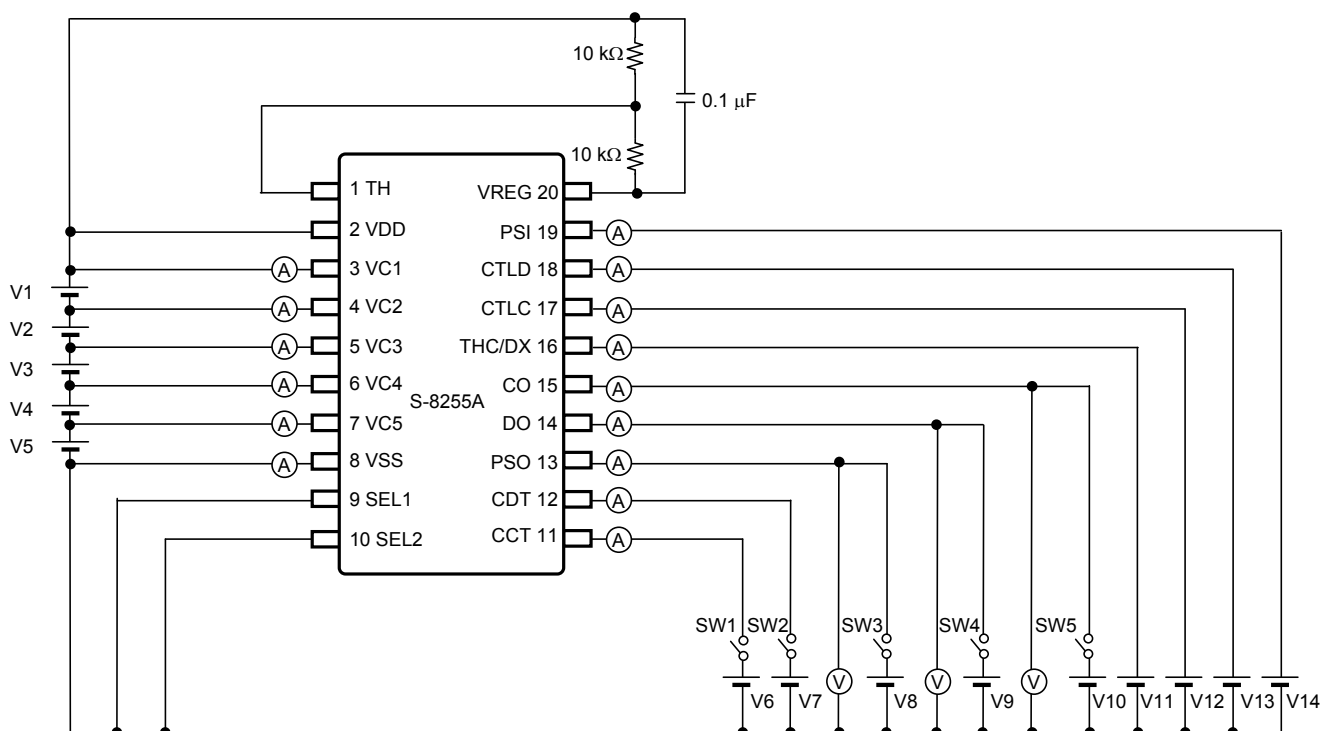 10 kΩ
0.1 μF
10 kΩ
1 TH
VREG 20
2 VDD
PSI 19
A
3 VC1
CTLD 18
A
A
V1
4 VC2
CTLC 17
A
A
V2
5 VC3
THC/DX 16
A
A
V3
6 VC4
CO 15
A
A
S-8255A
V4
7 VC5
DO 14
A
A
V5
8 VSS
PSO 13
A
A
9 SEL1
CDT 12
A
10 SEL2
CCT 11
A
SW1
SW2
SW3
SW4
SW5
V6
V7
V
V8
V
V9
V
V10
V11
V12
V13
V14